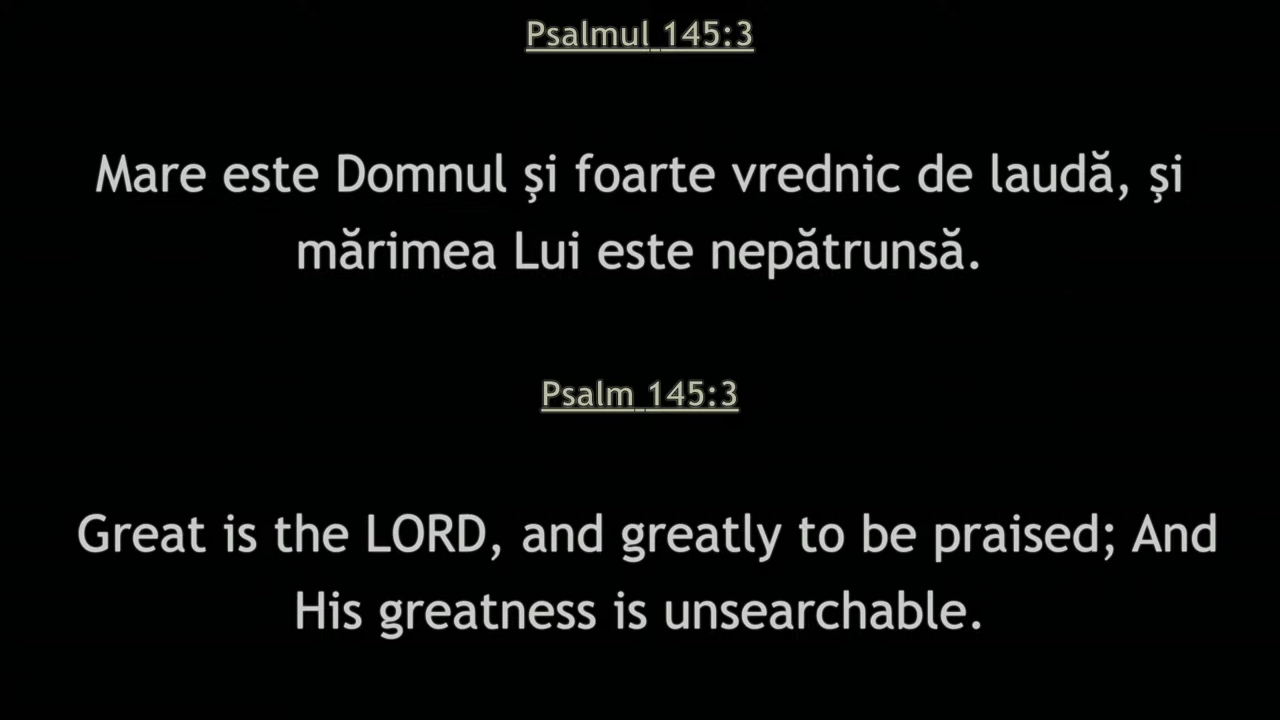 Psalmul 145:3
Mare este Domnul şi foarte vrednic de laudă, şi
mărimea Lui este nepătrunsă.
Psalm 145:3
Great is the LORD, and greatly to be praised; And
His greatness is unsearchable.